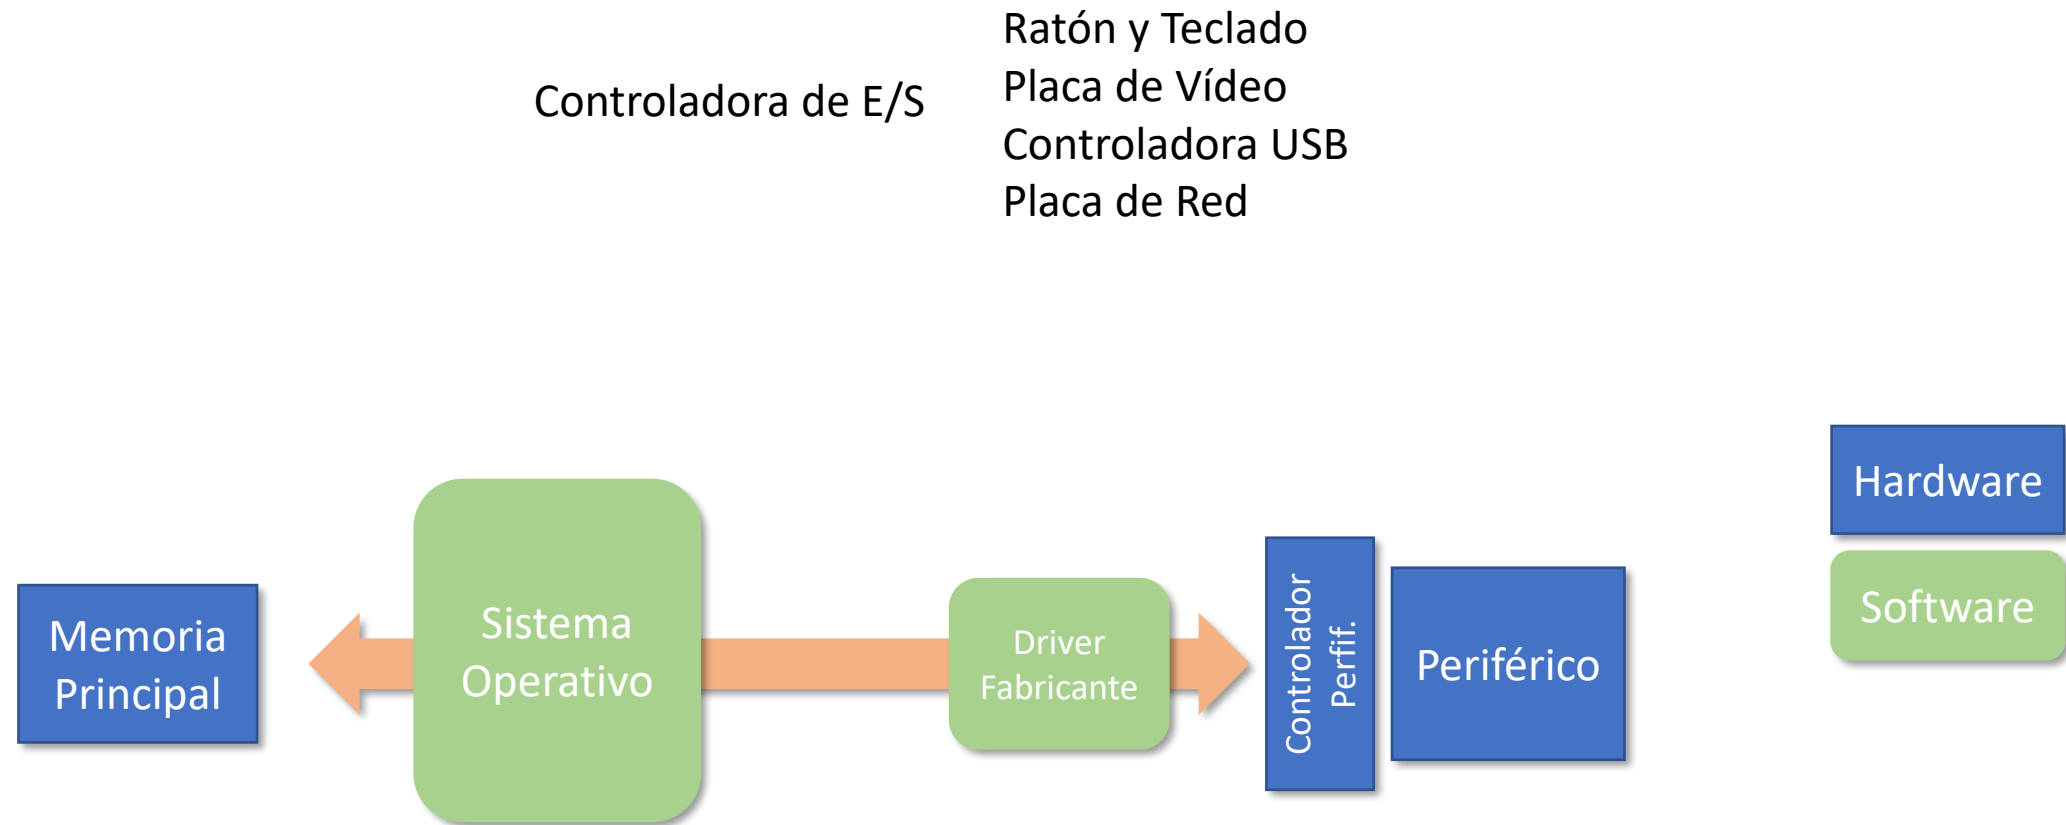 Ratón y Teclado
Controladora de E/S
Placa de Vídeo
Controladora USB
Placa de Red
Hardware
Software
Memoria
Principal
Sistema
Operativo
Driver
Fabricante
Controlador
Perfif.
Periférico